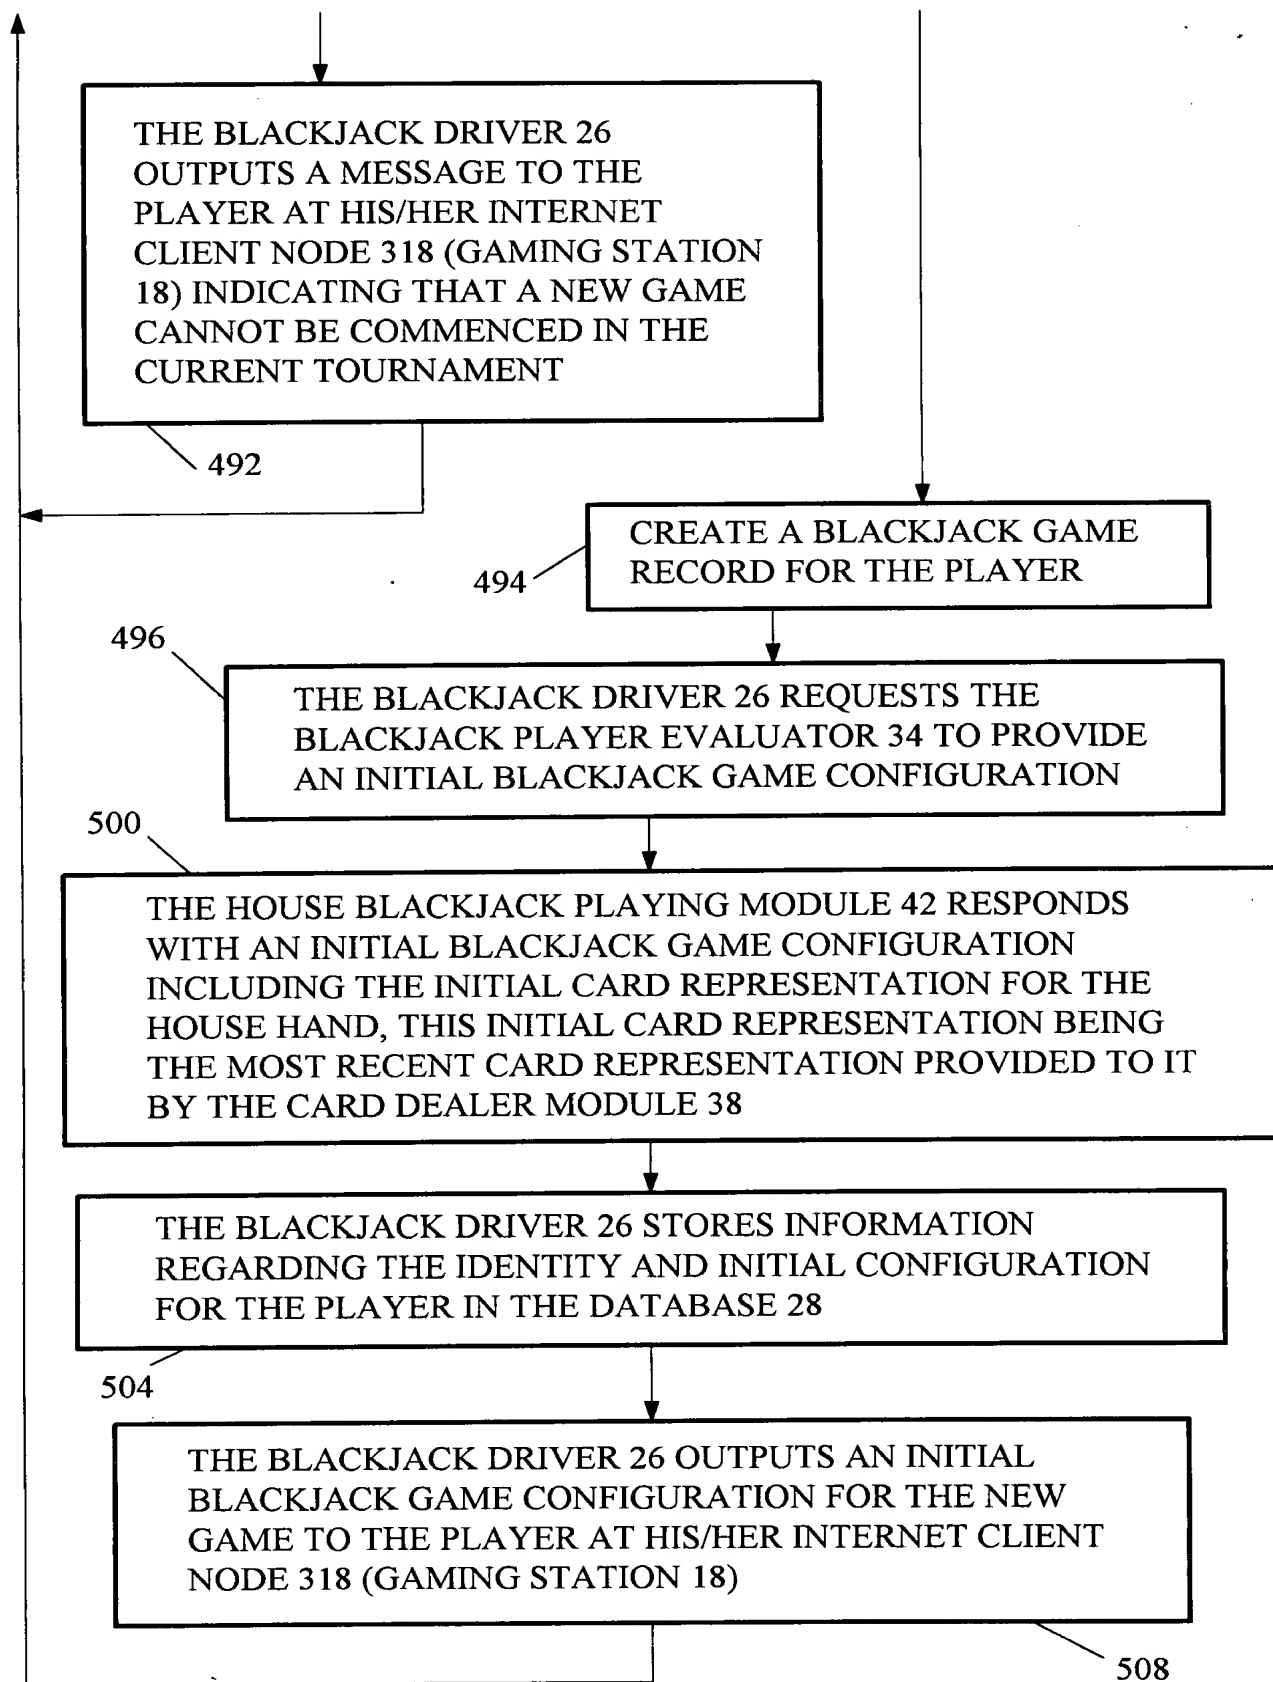 THE BLACKJACK DRIVER 26
OUTPUTS A MESSAGE TO THE
PLAYER AT HIS/HER INTERNET
CLIENT NODE 318 (GAMING STATION
18) INDICATING THAT A NEW GAME
CANNOT BE COMMENCED IN THE
CURRENT TOURNAMENT
492
CREATE A BLACKJACK GAME
RECORD FOR THE PLAYER
494
496
THE BLACKJACK DRIVER 26 REQUESTS THE
BLACKJACK PLAYER EVALUATOR 34 TO PROVIDE
AN INITIAL BLACKJACK GAME CONFIGURATION
500
THE HOUSE BLACKJACK PLAYING MODULE 42 RESPONDS
WITH AN INITIAL BLACKJACK GAME CONFIGURATION
INCLUDING THE INITIAL CARD REPRESENTATION FOR THE
HOUSE HAND, THIS INITIAL CARD REPRESENTATION BEING
THE MOST RECENT CARD REPRESENTATION PROVIDED TO IT
BY THE CARD DEALER MODULE 38
THE BLACKJACK DRIVER 26 STORES INFORMATION
REGARDING THE IDENTITY AND INITIAL CONFIGURATION
FOR THE PLAYER IN THE DATABASE 28
504
THE BLACKJACK DRIVER 26 OUTPUTS AN INITIAL
BLACKJACK GAME CONFIGURATION FOR THE NEW
GAME TO THE PLAYER AT HIS/HER INTERNET CLIENT
NODE 318 (GAMING STATION 18)
508